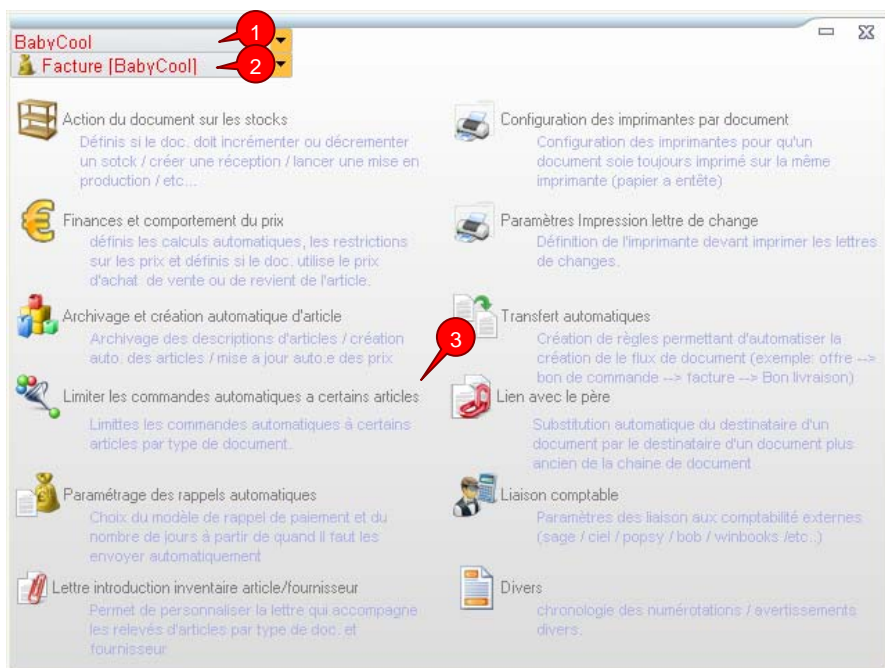 BabyCool
1
Facture [BabyCool]
2
Action du document sur les stocks
Définis si le doc. doit incrémenter ou décrementer
un sotck / créer une réception / lancer une mise en
production / etc...
Finances et comportement du prix
définis les calculs automatiques, les restrictions
sur les prix et définis si le doc. utilise le prix
d'achat de vente ou de revient de l'article.
Archivage et création automatique d'article
Archivage des descriptions d'articles / création
auto. des articles / mise a jour auto.e des prix
3
Limiter les commandes automatiques a certains articles
Limittes les commandes automatiques à certains
articles par type de document.
Paramétrage des rappels automatiques
Choix du modèle de rappel de paiement et du
nombre de jours à partir de quand il faut les
envoyer automatiquement
Lettre introduction inventaire article/fournisseur
Permet de personnaliser la lettre qui accompagne
les relevés d'articles par type de doc. et
fournisseur
Configuration des imprimantes par document
Configuration des imprimantes pour qu'un
document soie toujours imprimé sur la même
imprimante (papier a entête)
Paramètres Impression lettre de change
Définition de l'imprimante devant imprimer les lettres
de changes.
Transfert automatiques
Création de règles permettant d'automatiser la
création de le flux de document (exemple: offre -->
bon de commande --> facture --> Bon livraison)
Lien avec le père
Substitution automatique du destinataire d'un
document par le destinataire d'un document plus
ancien de la chaine de document
Liaison comptable
Paramètres des liaison aux comptabilité externes
(sage / ciel / popsy / bob / winbooks /etc..)
Divers
chronologie des numérotations / avertissements
divers.